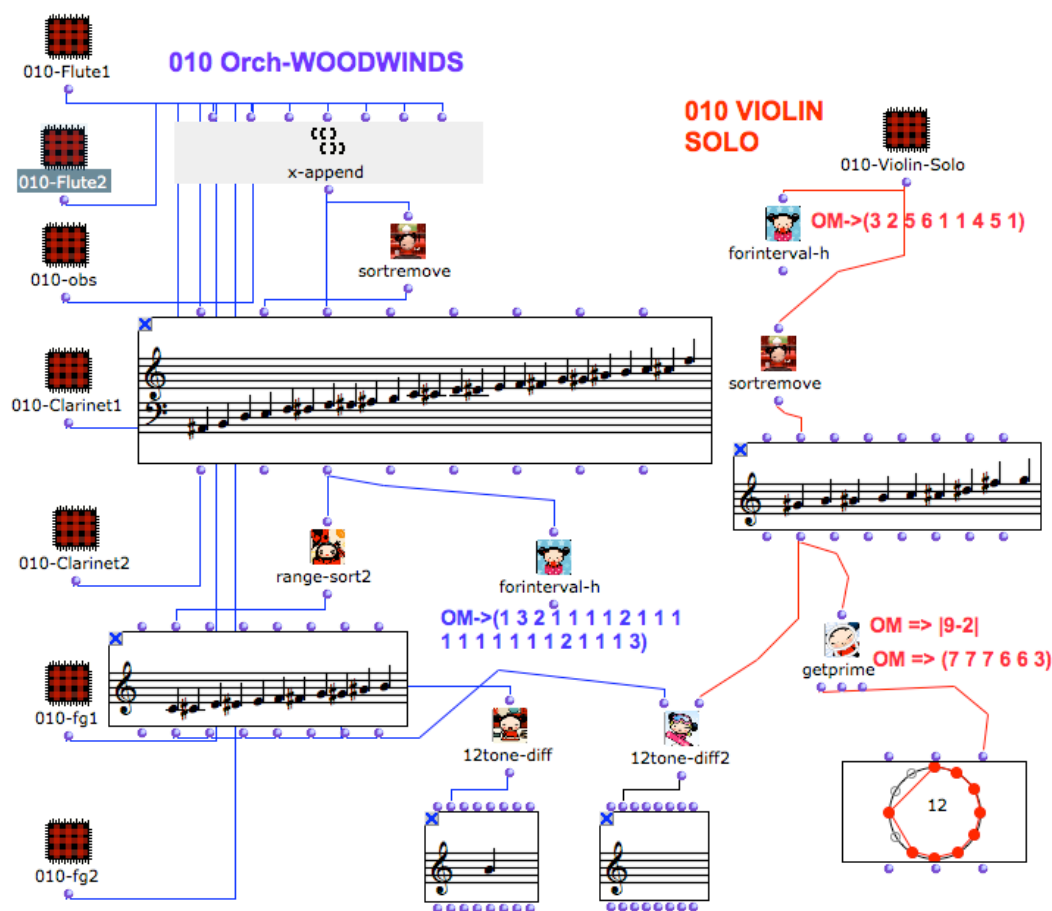 010-Flute1
010 Orch-WOODWINDS
010-Flute2
x-append
010 VIOLIN
SOLO
010-Violin-Solo
010-obs
sortremove
OM->(3 2 5 6 1 1 4 5 1)
forinterval-h
010-Clarinet1
sortremove
010-Clarinet2
range-sort2
forinterval-h
OM->(1 3 2 1 1 1 1 2 1 1 1
1 1 1 1 1 1 1 2 1 1 1 3)
OM => |9-2|
OM => (7 7 7 6 6 3)
getprime
010-fg1
12tone-diff
12tone-diff2
12
010-fg2